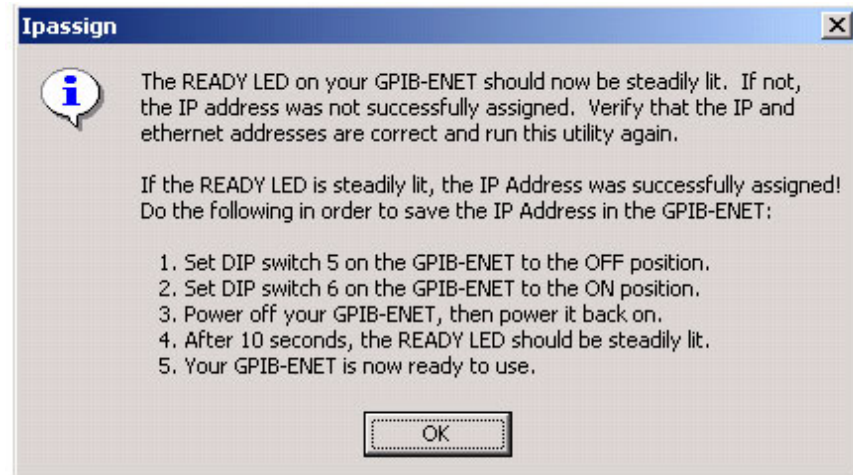 Ipassign
The READY LED on your GPIB-ENET should now be steadily lit.  If not,
the IP address was not successfully assigned.  Verify that the IP and
ethernet addresses are correct and run this utility again.
If the READY LED is steadily lit, the IP Address was successfully assigned!
Do the following in order to save the IP Address in the GPIB-ENET:
1. Set DIP switch 5 on the GPIB-ENET to the OFF position.
2. Set DIP switch 6 on the GPIB-ENET to the ON position.
3. Power off your GPIB-ENET, then power it back on.
4. After 10 seconds, the READY LED should be steadily lit.
5. Your GPIB-ENET is now ready to use.
OK